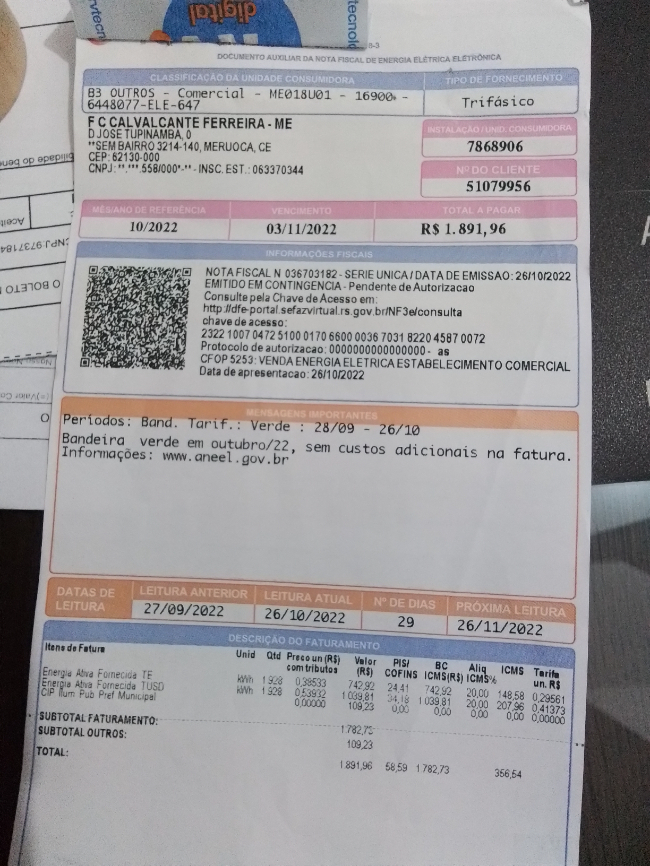 digital
DOCUMENTO AUXILIAR DA NOTA FISCAL DE ENERGIA ELÉTRICA ELETRÔNICA
CLASSIFICAÇÃO DA UNIDADE CONSUMIDORA
TIPO DE FORNECIMENTO
B3 OUTROS - Comercial - ME018U01 - 16900 -
6448077-ELE-647
Trifásico
F C CALVALCANTE FERREIRA - ME
D JOSE TUPINAMBA, 0
**SEM BAIRRO 3214-140, MERUOCA, CE
CEP: 62130-000
CNPJ: **.***.558/000*-** - INSC. EST.: 063370344
INSTALAÇÃO / UNID. CONSUMIDORA
7868906
Nº DO CLIENTE
51079956
MÊS/ANO DE REFERÊNCIA VENCIMENTO TOTAL A PAGAR
10/2022 03/11/2022 R$ 1.891,96
INFORMAÇÕES FISCAIS
NOTA FISCAL N 036703182 - SERIE UNICA / DATA DE EMISSAO: 26/10/2022
EMITIDO EM CONTINGENCIA - Pendente de Autorizacao
Consulte pela Chave de Acesso em:
http://dfe-portal.sefazvirtual.rs.gov.br/NF3e/consulta
chave de acesso:
2322 1007 0472 5100 0170 6600 0036 7031 8220 4587 0072
Protocolo de autorizacao: 0000000000000000 - as
CFOP 5253: VENDA ENERGIA ELETRICA ESTABELECIMENTO COMERCIAL
Data de apresentacao: 26/10/2022
MENSAGENS IMPORTANTES
Períodos: Band. Tarif.: Verde : 28/09 - 26/10
Bandeira verde em outubro/22, sem custos adicionais na fatura.
Informações: www.aneel.gov.br
DATAS DE LEITURA
LEITURA ANTERIOR LEITURA ATUAL Nº DE DIAS PRÓXIMA LEITURA
27/09/2022 26/10/2022 29 26/11/2022
DESCRIÇÃO DO FATURAMENTO
Itens de Fatura Unid Qtd Preco un (R$) com tributos Valor (R$) PIS/ COFINS BC ICMS(R$) Aliq ICMS% ICMS Tarifa un. R$
Energia Ativa Fornecida TE kWh 1.928 0,38533 742,92 24,41 742,92 20,00 148,58 0,29561
Energia Ativa Fornecida TUSD kWh 1.928 0,53932 1.039,81 34,18 1.039,81 20,00 207,96 0,41373
CIP Ilum Pub Pref Municipal 0,00000 109,23 0,00 0,00 0,00 0,00 0,00000
SUBTOTAL FATURAMENTO: 1.782,73
SUBTOTAL OUTROS: 109,23
TOTAL: 1.891,96 58,59 1.782,73 356,54